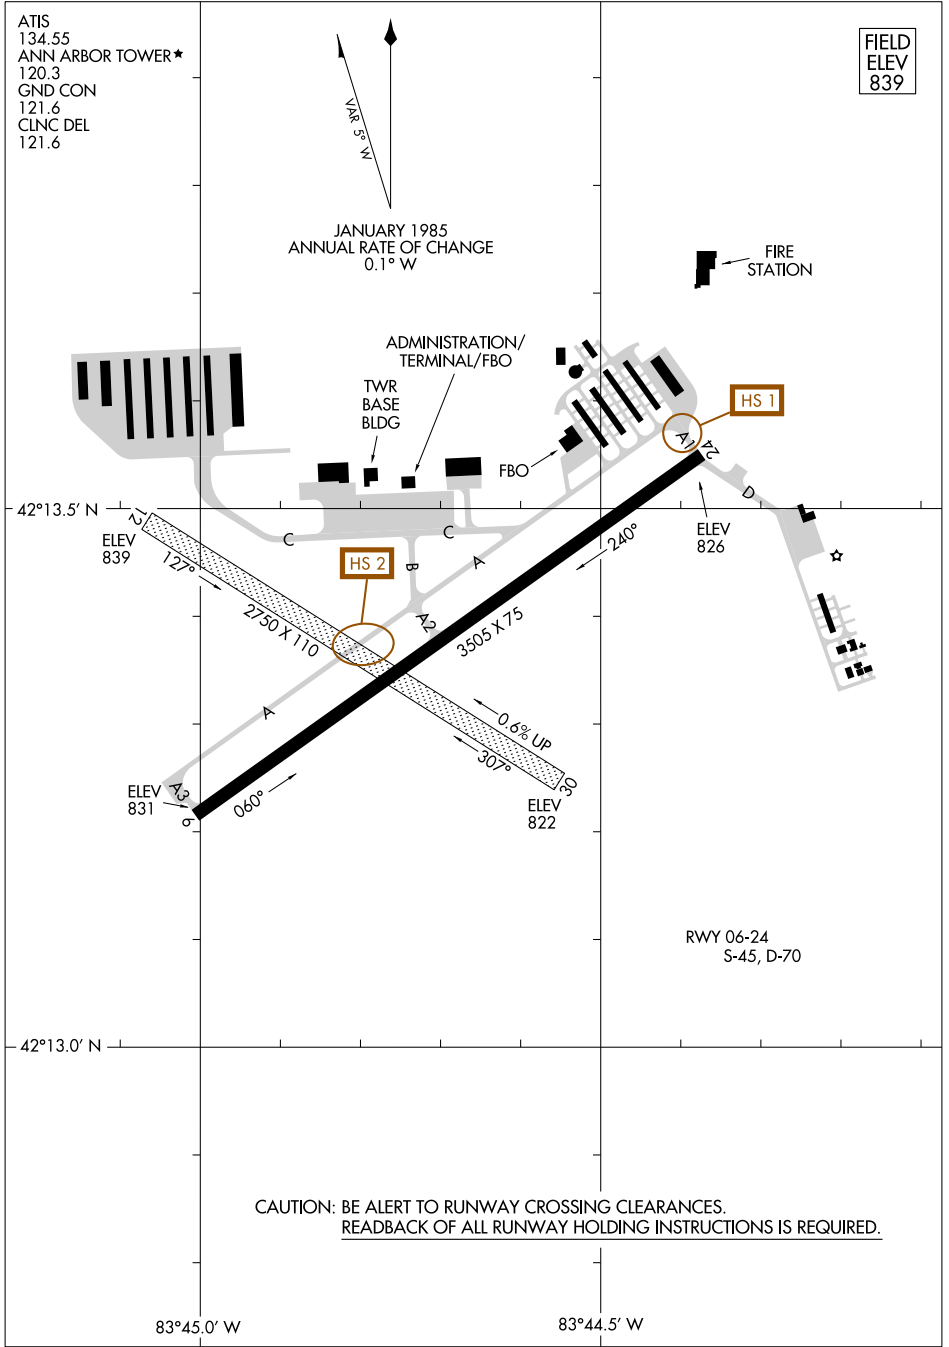 ATIS
134.55
ANN ARBOR TOWER★
120.3
GND CON
121.6
CLNC DEL
121.6
FIELD
ELEV
839
VAR 5° W
JANUARY 1985
ANNUAL RATE OF CHANGE
0.1° W
FIRE
STATION
ADMINISTRATION/
TERMINAL/FBO
TWR
BASE
BLDG
HS 1
FBO
A1
24
D
42°13.5' N
12
ELEV
839
127°
C
C
A
B
HS 2
240°
ELEV
826
2750 X 110
A2
3505 X 75
A
0.6% UP
307°
30
ELEV
822
A3
ELEV
831
6
060°
RWY 06-24
S-45, D-70
42°13.0' N
CAUTION: BE ALERT TO RUNWAY CROSSING CLEARANCES.
READBACK OF ALL RUNWAY HOLDING INSTRUCTIONS IS REQUIRED.
83°45.0' W
83°44.5' W